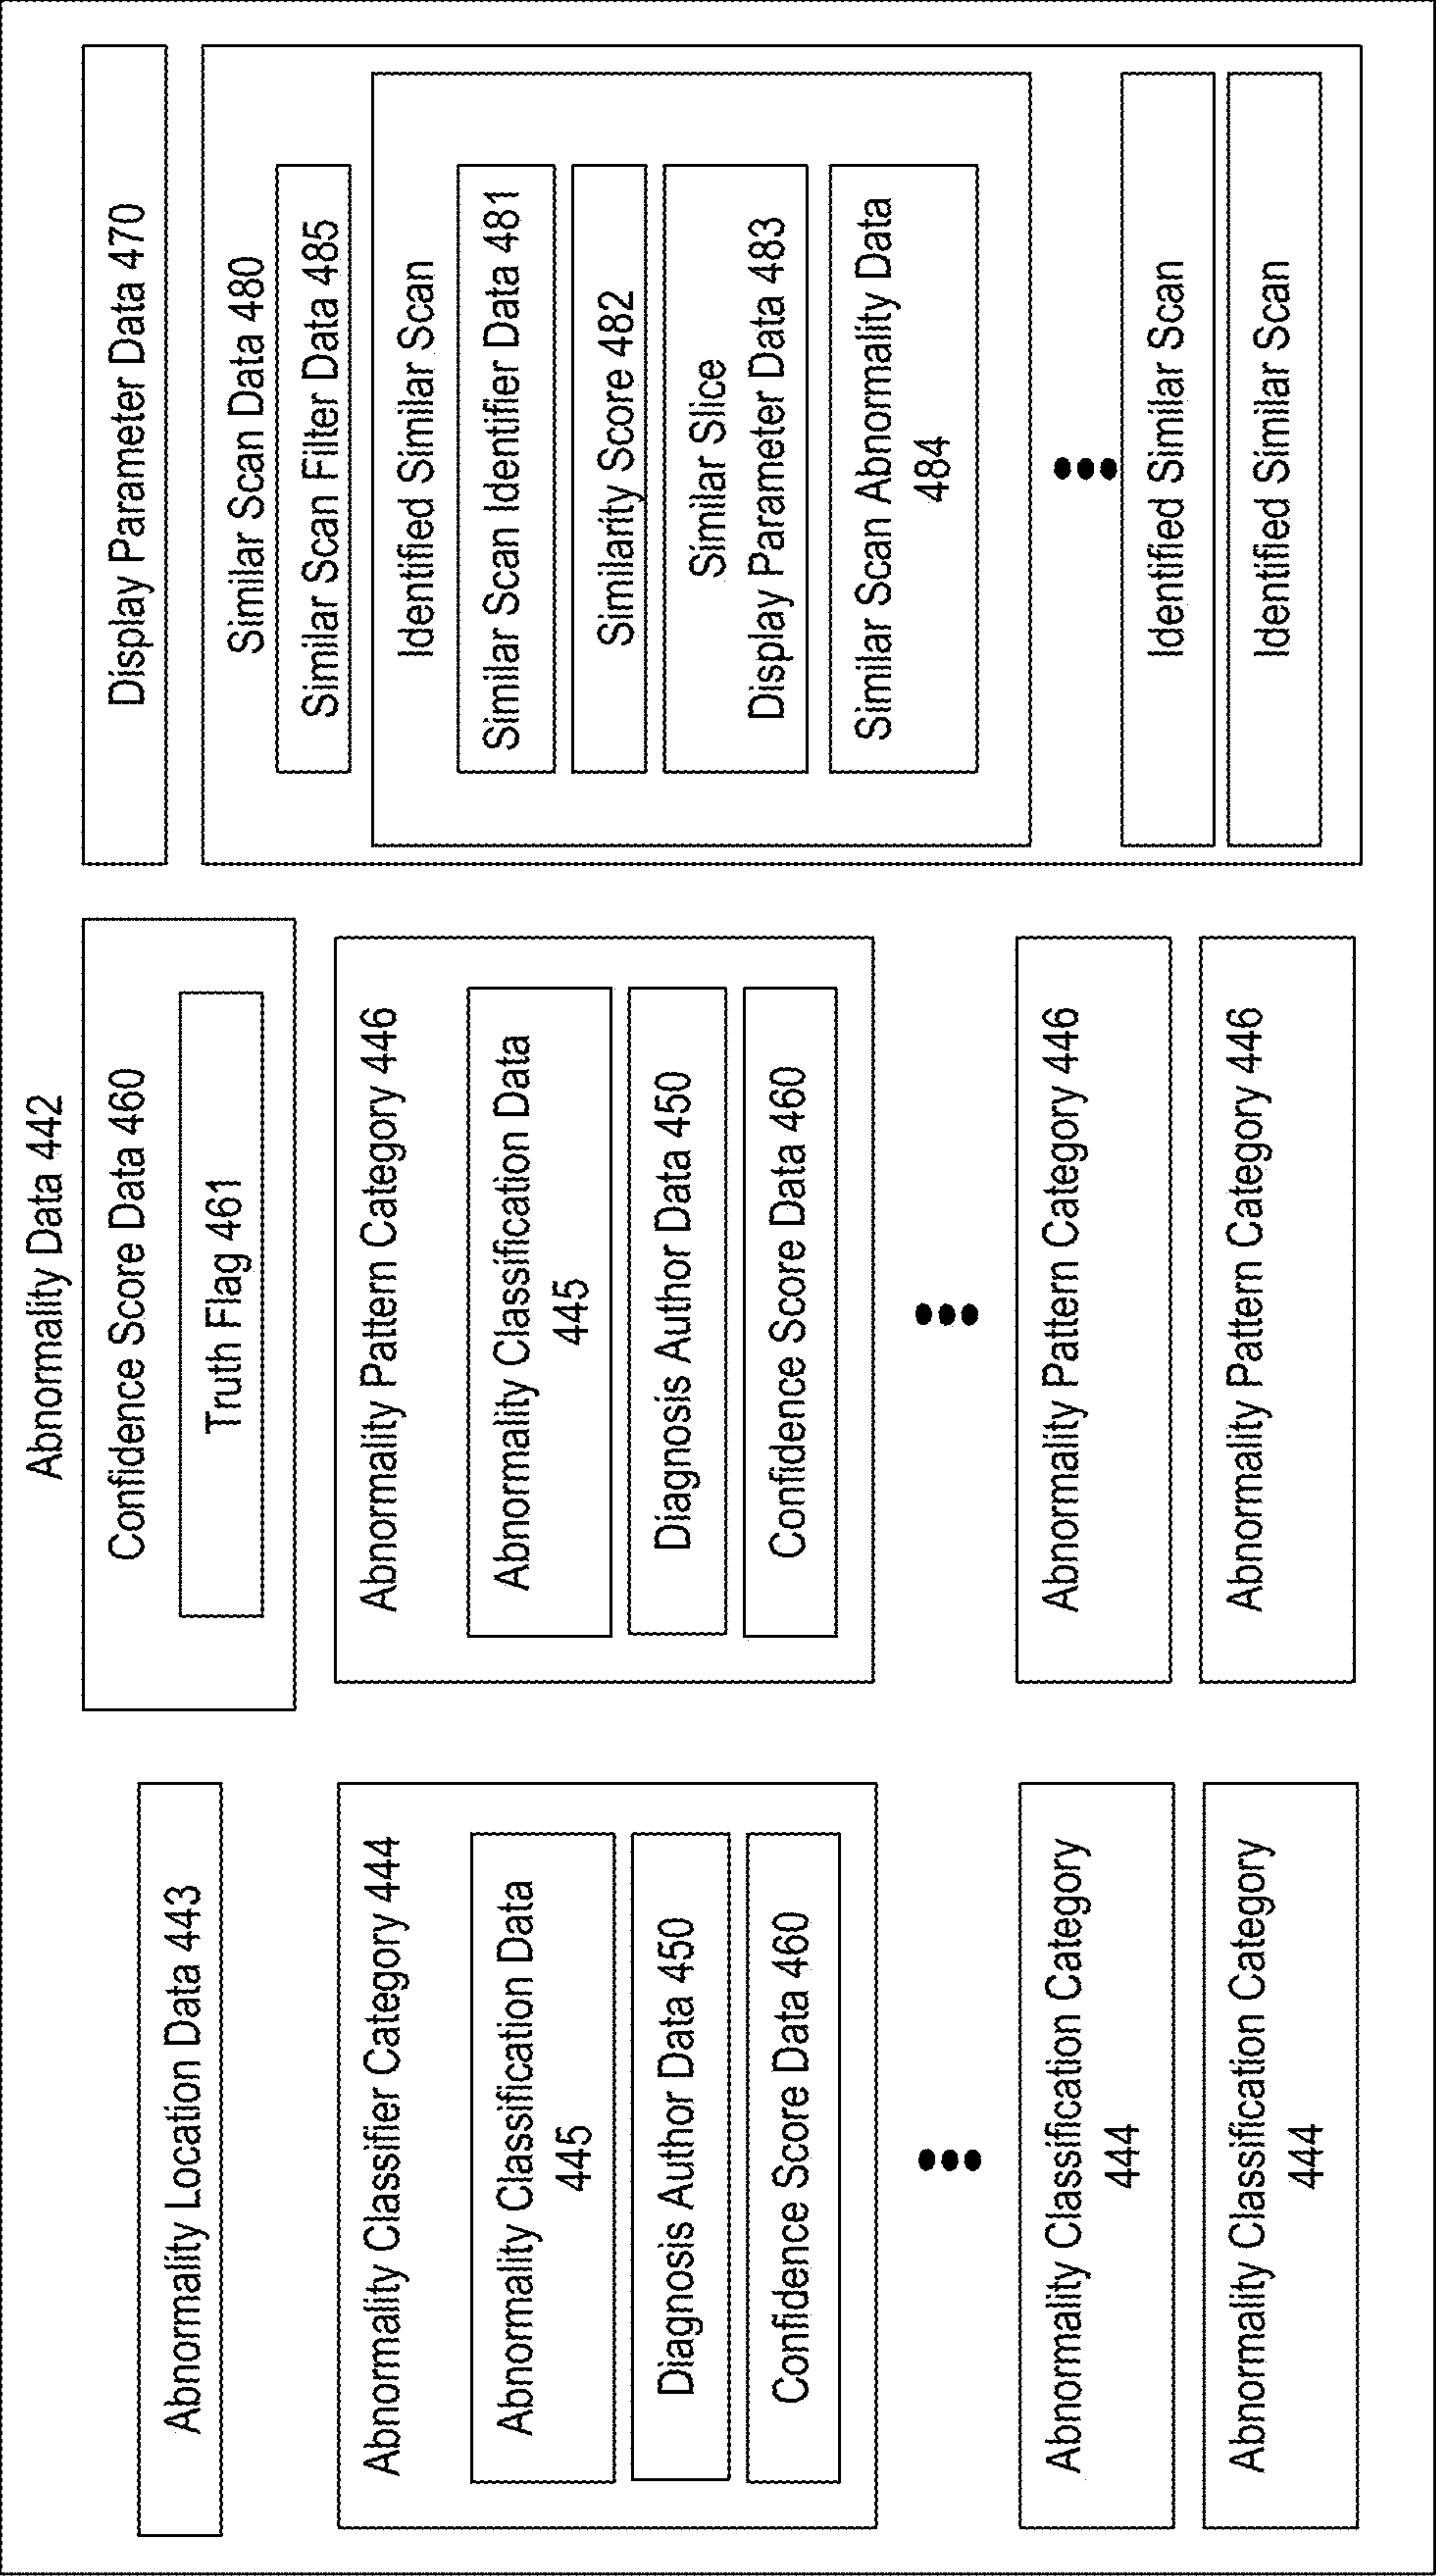 Abnormality Data 442
Abnormality Location Data 443
Abnormality Classifier Category 444
Abnormality Classification Data
445
Diagnosis Author Data 450
Confidence Score Data 460
Abnormality Classification Category
444
Abnormality Classification Category
444
Confidence Score Data 460
Truth Flag 461
Abnormality Pattern Category 446
Abnormality Classification Data
445
Diagnosis Author Data 450
Confidence Score Data 460
Abnormality Pattern Category 446
Abnormality Pattern Category 446
Display Parameter Data 470
Similar Scan Data 480
Similar Scan Filter Data 485
Identified Similar Scan
Similar Scan Identifier Data 481
Similarity Score 482
Similar Slice
Display Parameter Data 483
Similar Scan Abnormality Data
484
Identified Similar Scan
Identified Similar Scan